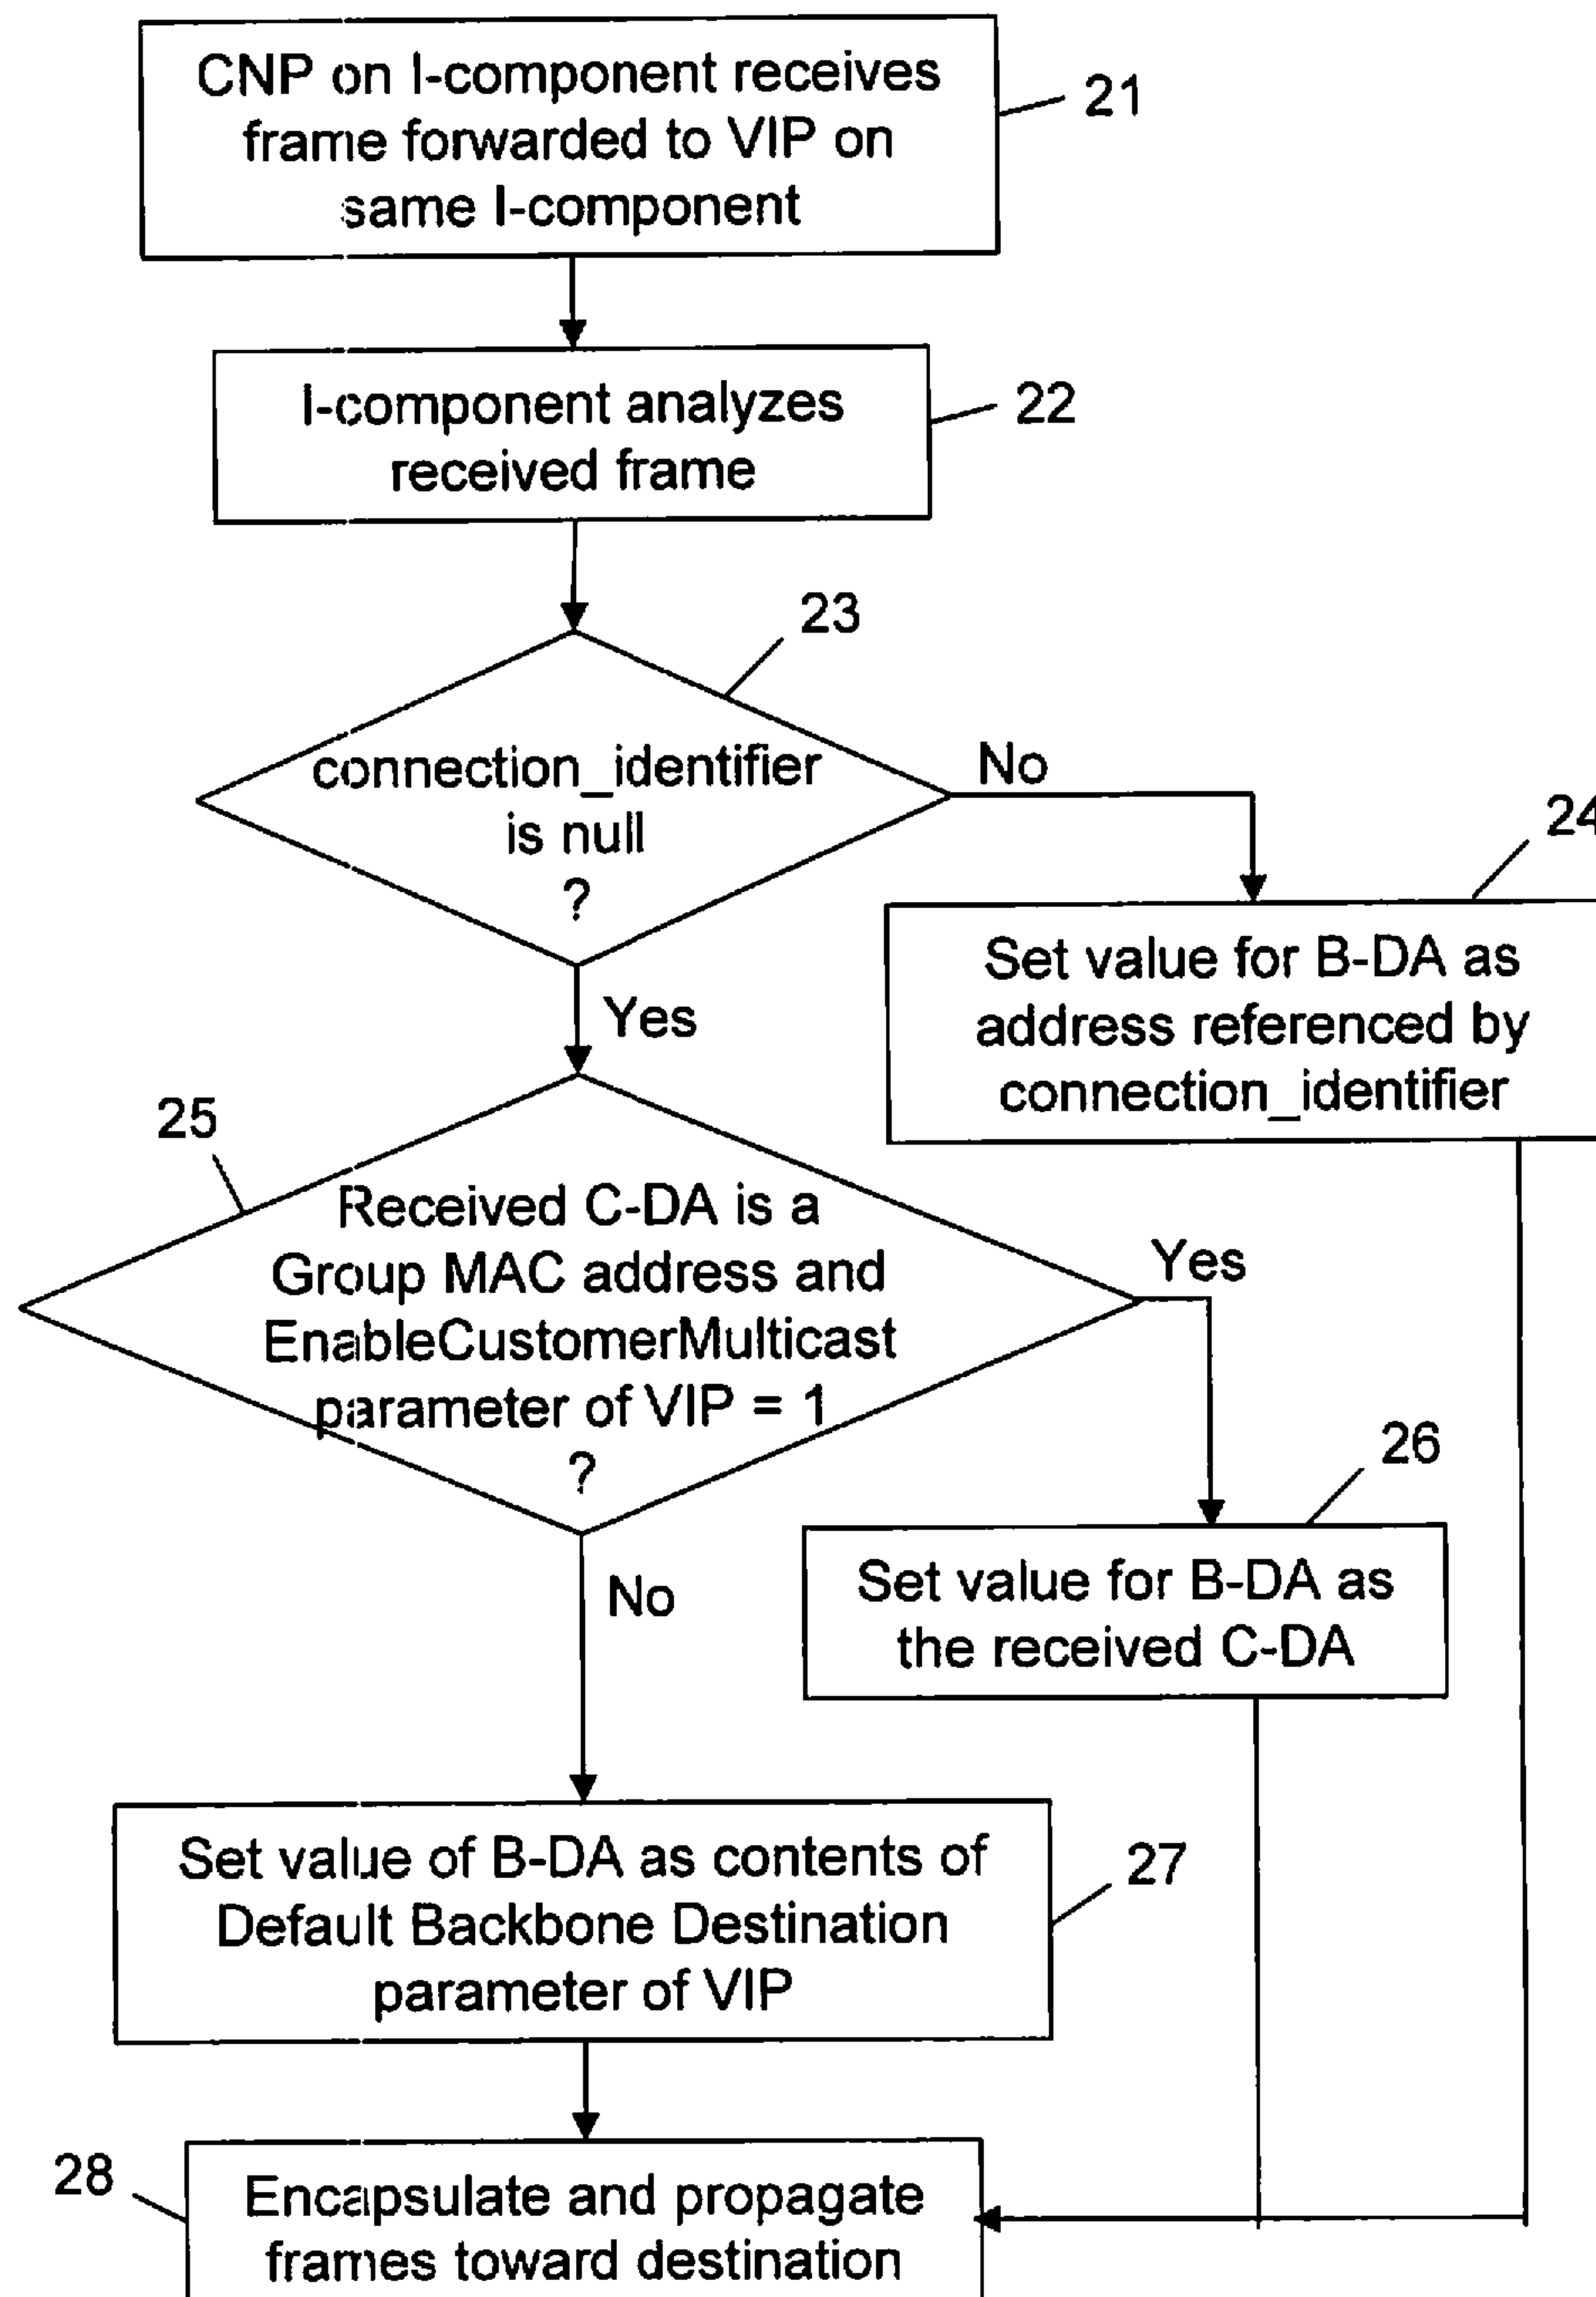 CNP on I-component receives
frame forwarded to VIP on
same I-component
21
I-component analyzes
received frame
22
23
connection_identifier
is null
?
No
Yes
24
Set value for B-DA as
address referenced by
connection_identifier
25
Received C-DA is a
Group MAC address and
EnableCustomerMulticast
parameter of VIP = 1
?
Yes
No
26
Set value for B-DA as
the received C-DA
Set value of B-DA as contents of
Default Backbone Destination
parameter of VIP
27
28
Encapsulate and propagate
frames toward destination